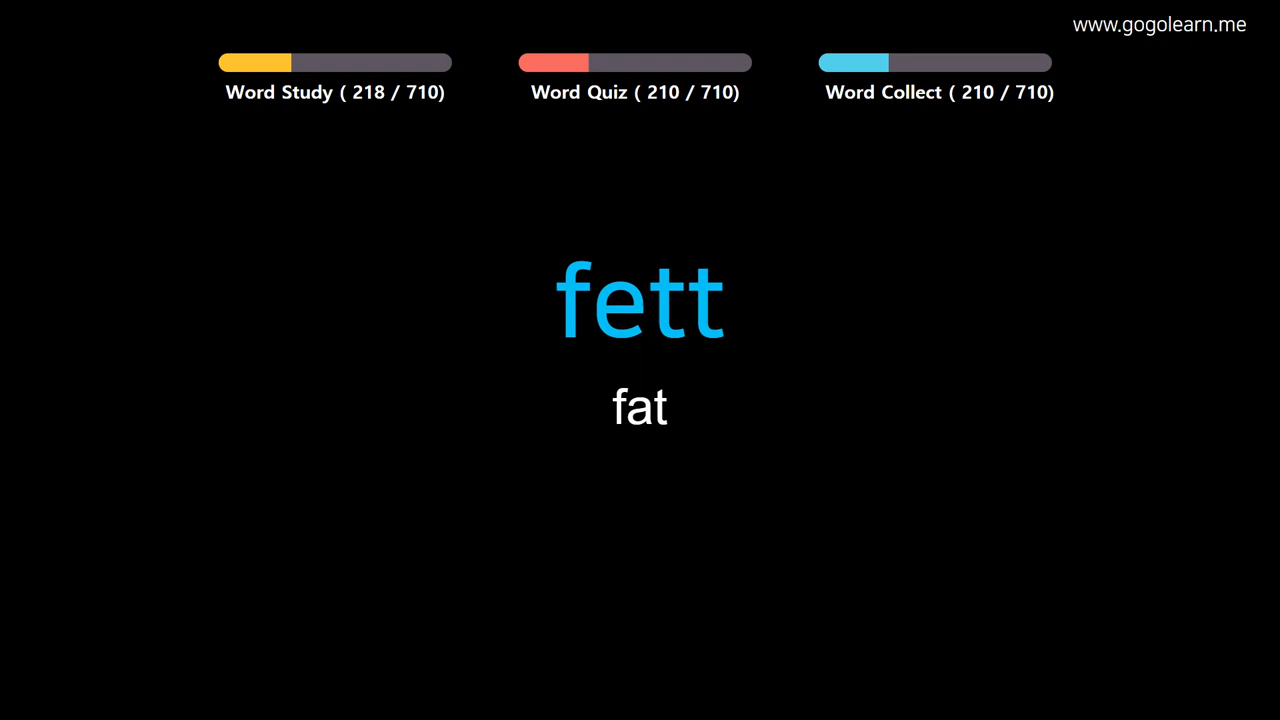 www.gogolearn.me
Word Study ( 218 / 710)
Word Quiz ( 210 / 710)
Word Collect ( 210 / 710)
fett
fat